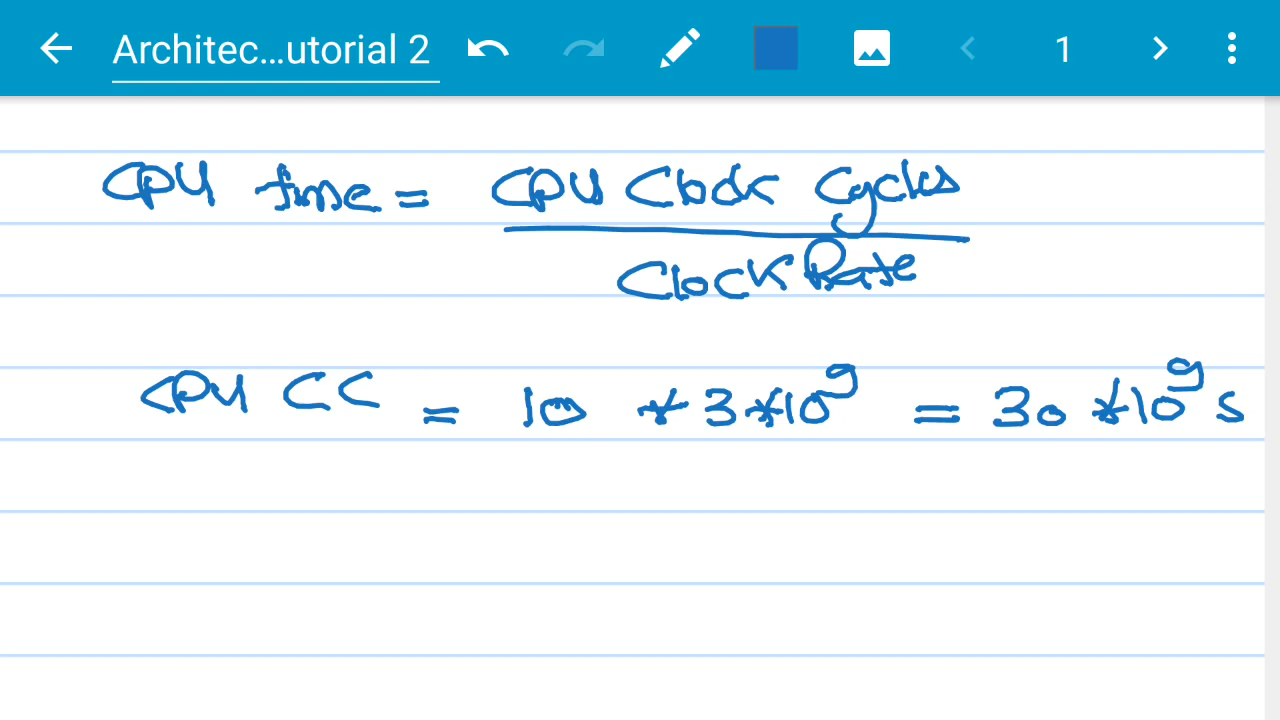 Architec...utorial 2 1
CPU time = CPU Clock Cycles
Clock Rate
CPU CC = 10 * 3 * 10^9 = 30 * 10^9 s